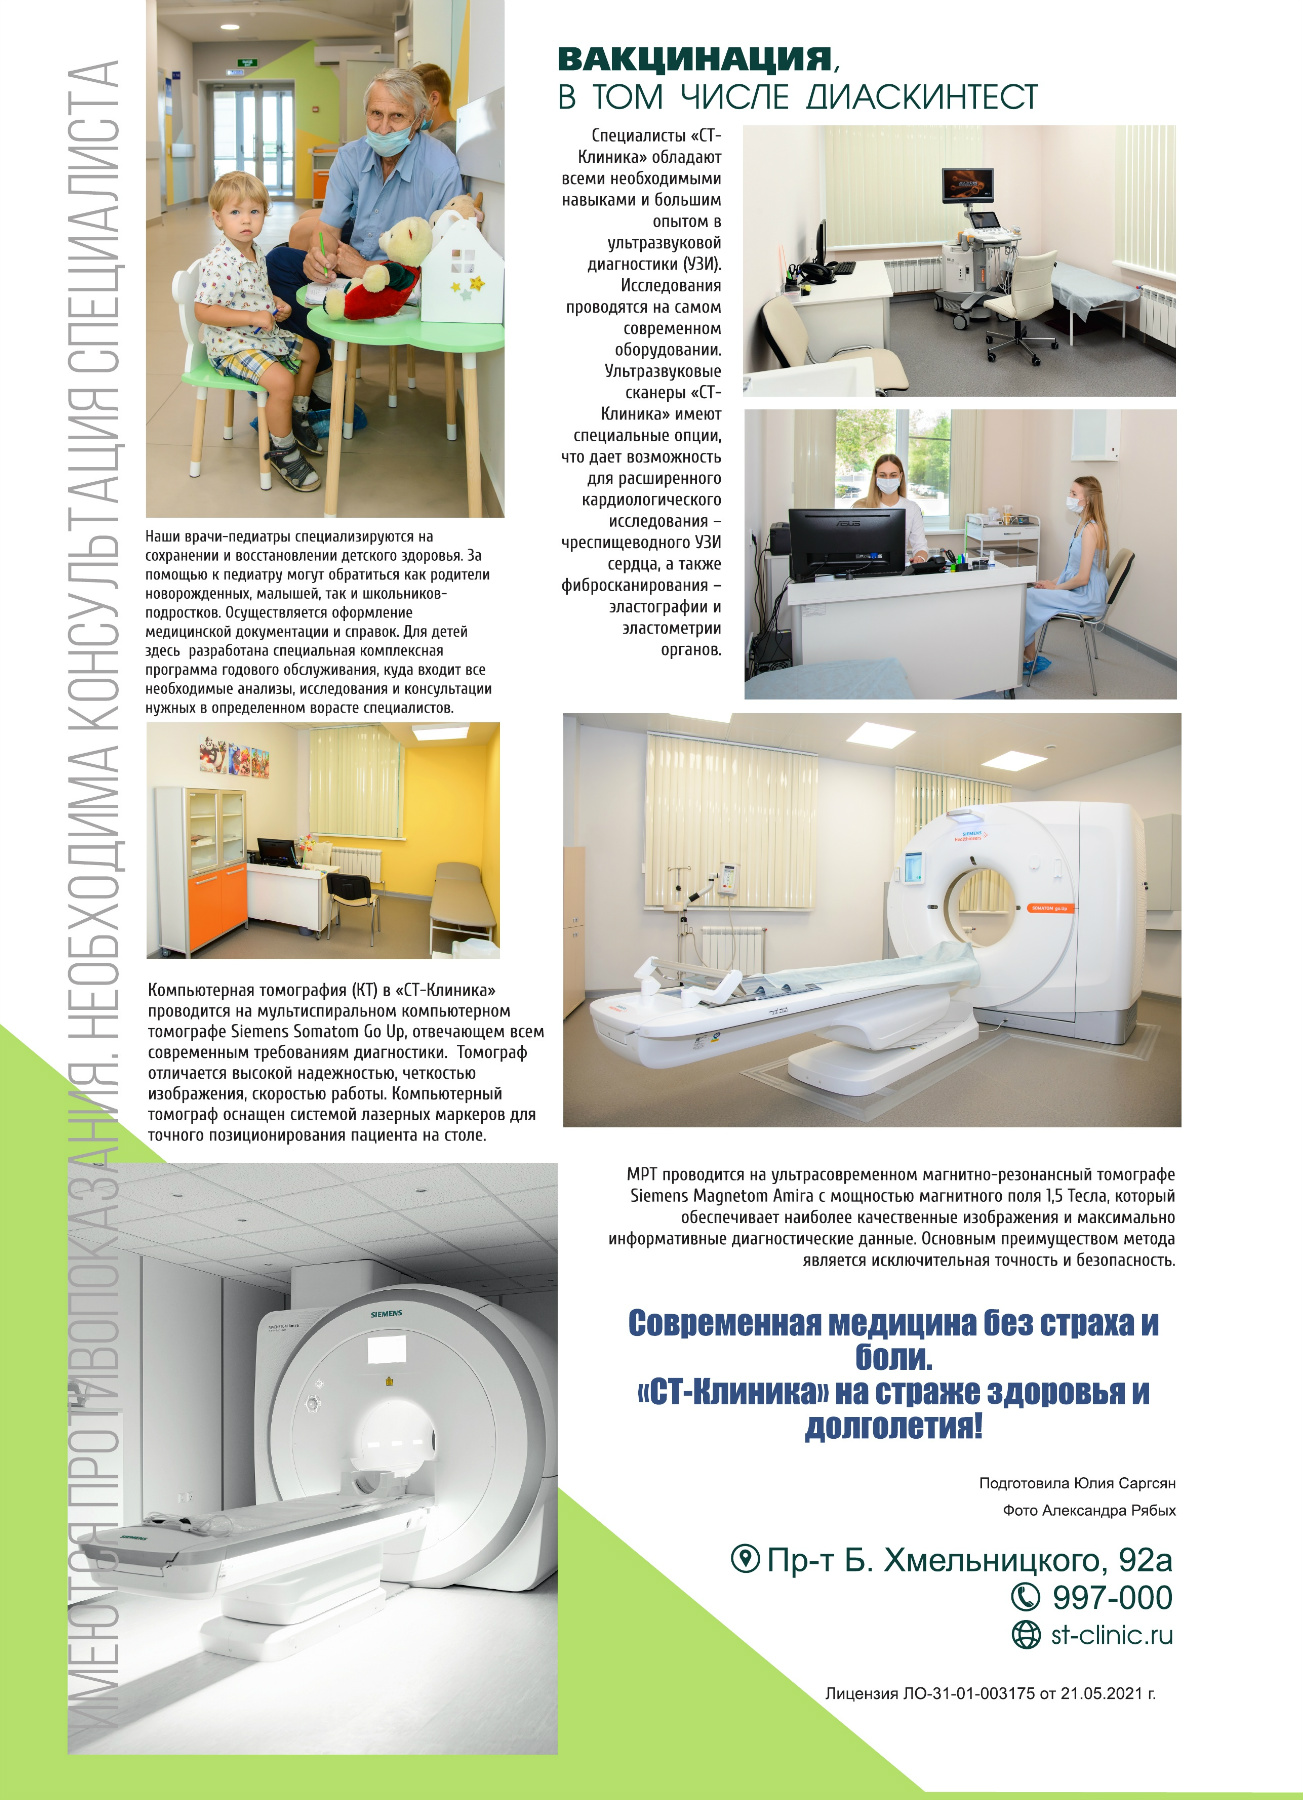 ИМЕЮТСЯ ПРОТИВОПОКАЗАНИЯ. НЕОБХОДИМА КОНСУЛЬТАЦИЯ СПЕЦИАЛИСТА
Наши врачи-педиатры специализируются на
сохранении и восстановлении детского здоровья. За
помощью к педиатру могут обратиться как родители
новорожденных, малышей, так и школьников-
подростков. Осуществляется оформление
медицинской документации и справок. Для детей
здесь  разработана специальная комплексная
программа годового обслуживания, куда входит все
необходимые анализы, исследования и консультации
нужных в определенном ворасте специалистов.
Компьютерная томография (КТ) в «СТ-Клиника»
проводится на мультиспиральном компьютерном
томографе Siemens Somatom Go Up, отвечающем всем
современным требованиям диагностики.  Томограф
отличается высокой надежностью, четкостью
изображения, скоростью работы. Компьютерный
томограф оснащен системой лазерных маркеров для
точного позиционирования пациента на столе.
SIEMENS
SIEMENS
ВАКЦИНАЦИЯ,
В ТОМ ЧИСЛЕ ДИАСКИНТЕСТ
Специалисты «СТ-
Клиника» обладают
всеми необходимыми
навыками и большим
опытом в
ультразвуковой
диагностики (УЗИ).
Исследования
проводятся на самом
современном
оборудовании.
Ультразвуковые
сканеры «СТ-
Клиника» имеют
специальные опции,
что дает возможность
для расширенного
кардиологического
исследования –
чреспищеводного УЗИ
сердца, а также
фибросканирования –
эластографии и
эластометрии
органов.
ASUS
SIEMENS
Healthineers
SOMATOM go.Up
МРТ проводится на ультрасовременном магнитно-резонансный томографе
Siemens Magnetom Amira с мощностью магнитного поля 1,5 Тесла, который
обеспечивает наиболее качественные изображения и максимально
информативные диагностические данные. Основным преимуществом метода
является исключительная точность и безопасность.
Современная медицина без страха и
боли.
«СТ-Клиника» на страже здоровья и
долголетия!
Подготовила Юлия Саргсян
Фото Александра Рябых
Пр-т Б. Хмельницкого, 92а
997-000
st-clinic.ru
Лицензия ЛО-31-01-003175 от 21.05.2021 г.